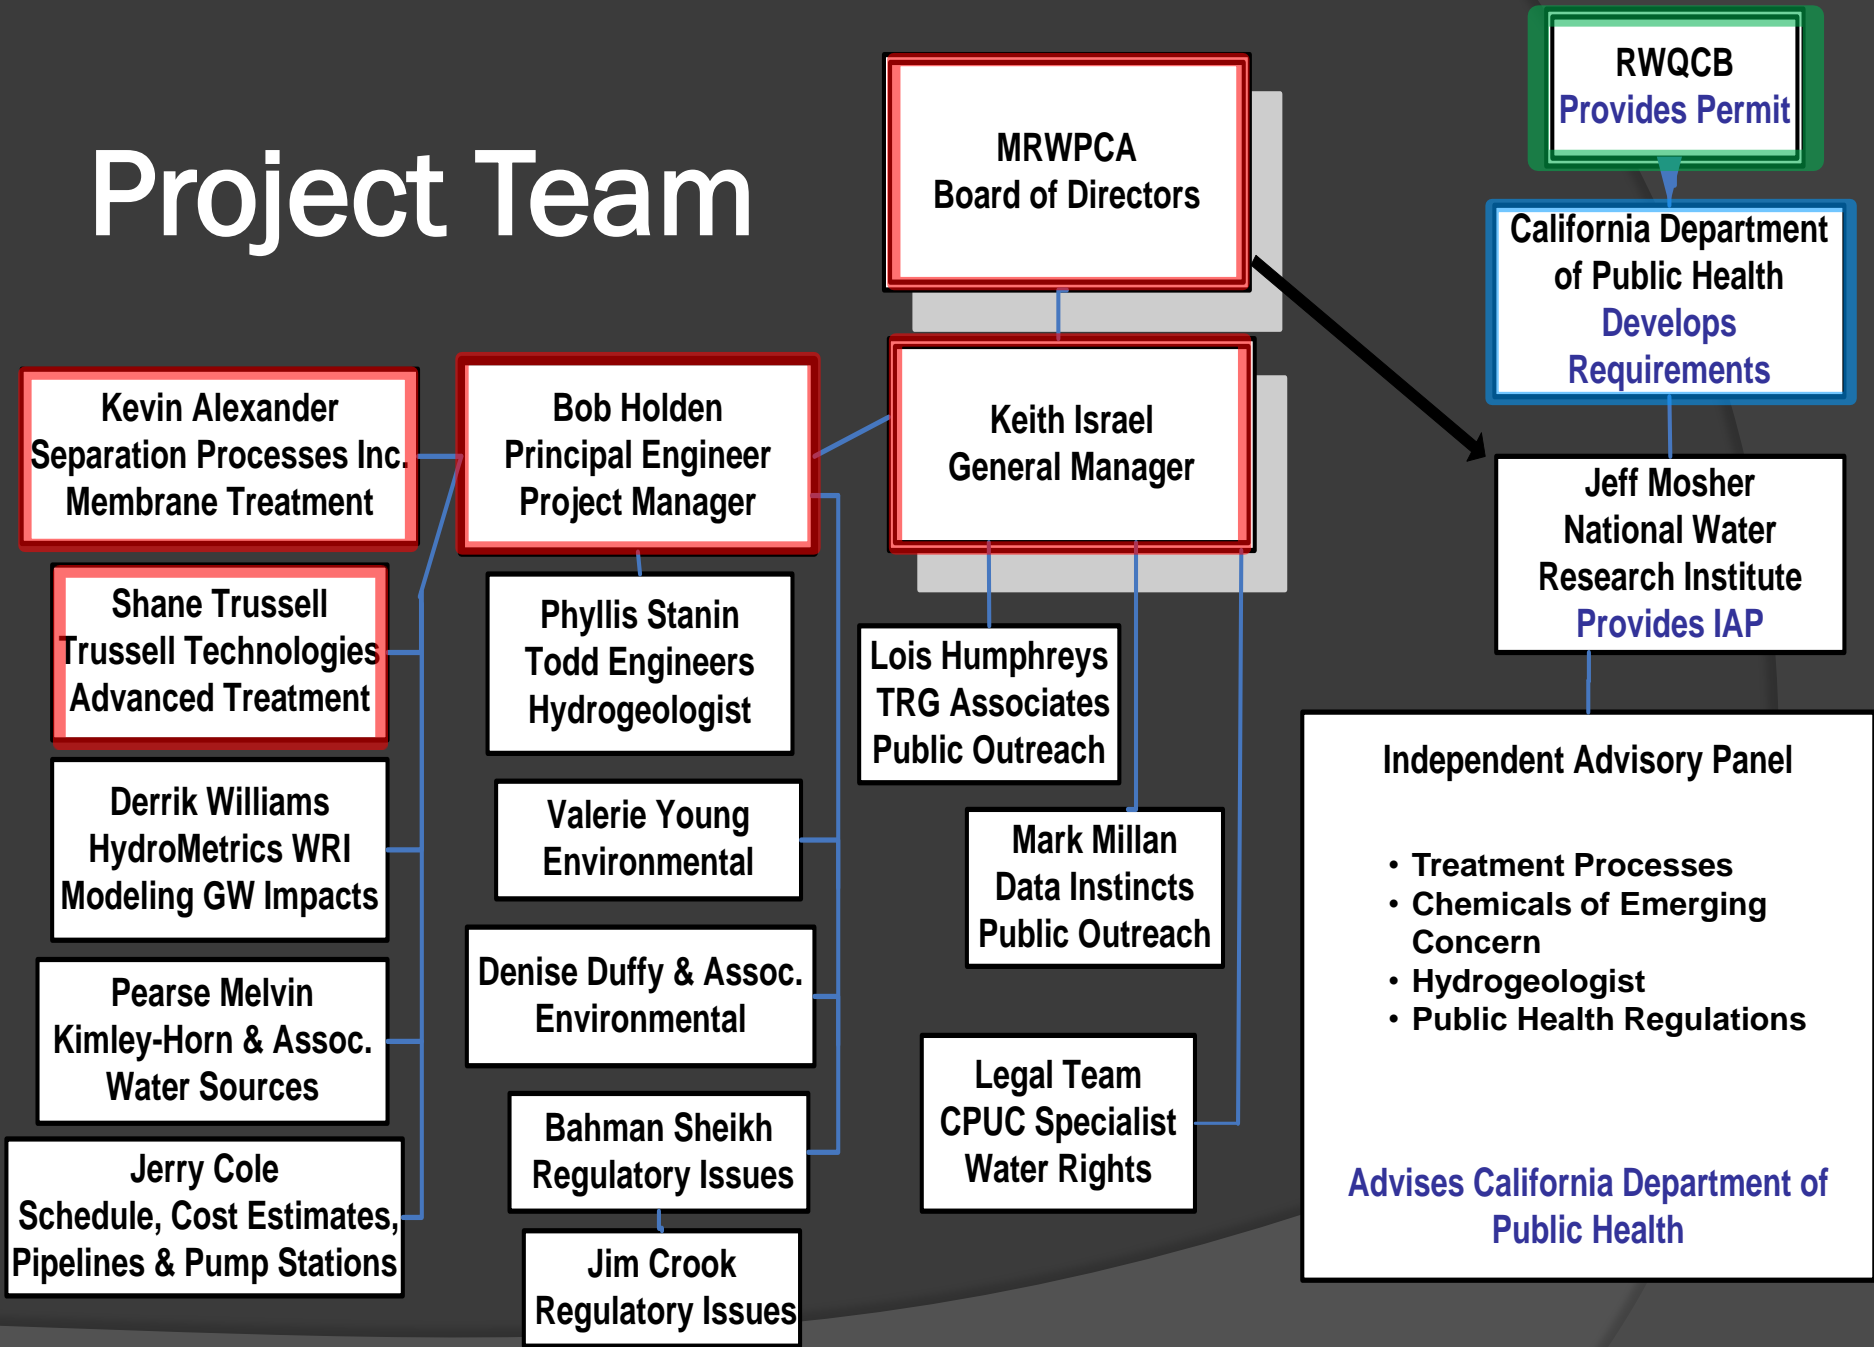 Project Team
MRWPCA
Board of Directors
RWQCB
Provides Permit
California Department
of Public Health
Develops
Requirements
Kevin Alexander
Separation Processes Inc.
Membrane Treatment
Bob Holden
Principal Engineer
Project Manager
Keith Israel
General Manager
Jeff Mosher
National Water
Research Institute
Provides IAP
Shane Trussell
Trussell Technologies
Advanced Treatment
Phyllis Stanin
Todd Engineers
Hydrogeologist
Lois Humphreys
TRG Associates
Public Outreach
Derrik Williams
HydroMetrics WRI
Modeling GW Impacts
Valerie Young
Environmental
Mark Millan
Data Instincts
Public Outreach
Independent Advisory Panel
• Treatment Processes
• Chemicals of Emerging
Concern
• Hydrogeologist
• Public Health Regulations
Advises California Department of
Public Health
Pearse Melvin
Kimley-Horn & Assoc.
Water Sources
Denise Duffy & Assoc.
Environmental
Legal Team
CPUC Specialist
Water Rights
Jerry Cole
Schedule, Cost Estimates,
Pipelines & Pump Stations
Bahman Sheikh
Regulatory Issues
Jim Crook
Regulatory Issues